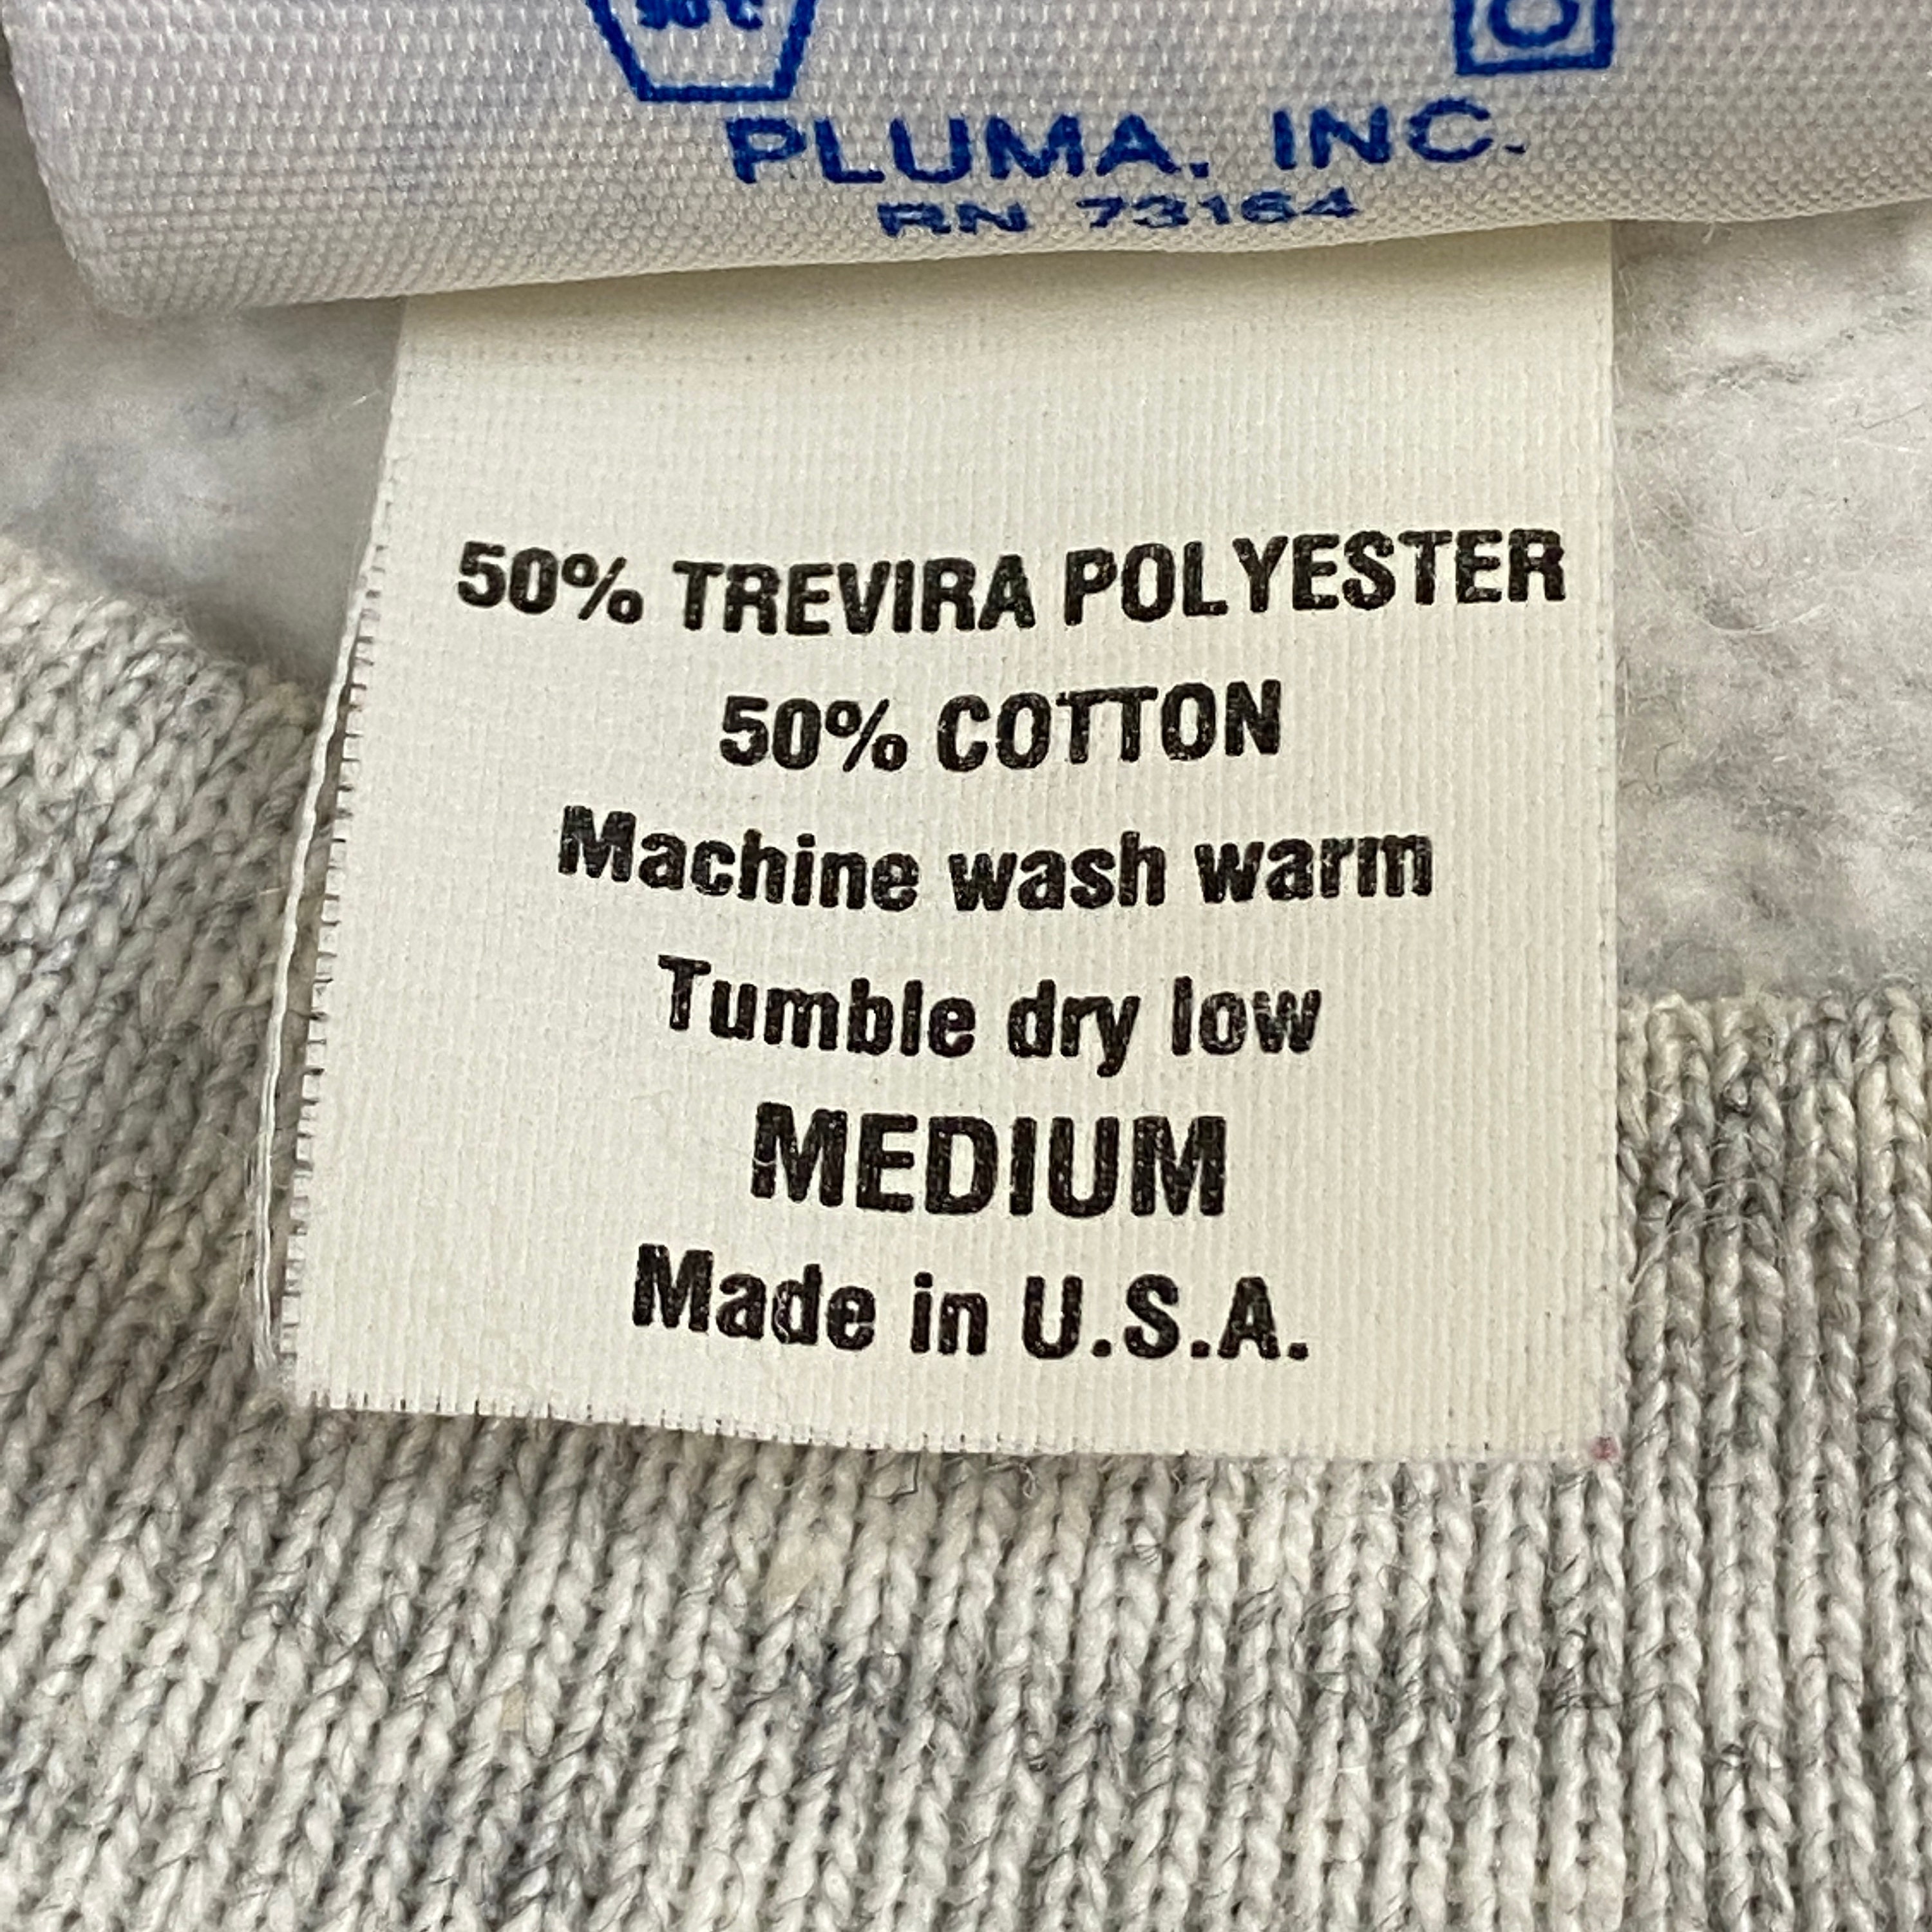 PLUMA, INC.
RN 73164
50% TREVIRA POLYESTER
50% COTTON
Machine wash warm
Tumble dry low
MEDIUM
Made in U.S.A.